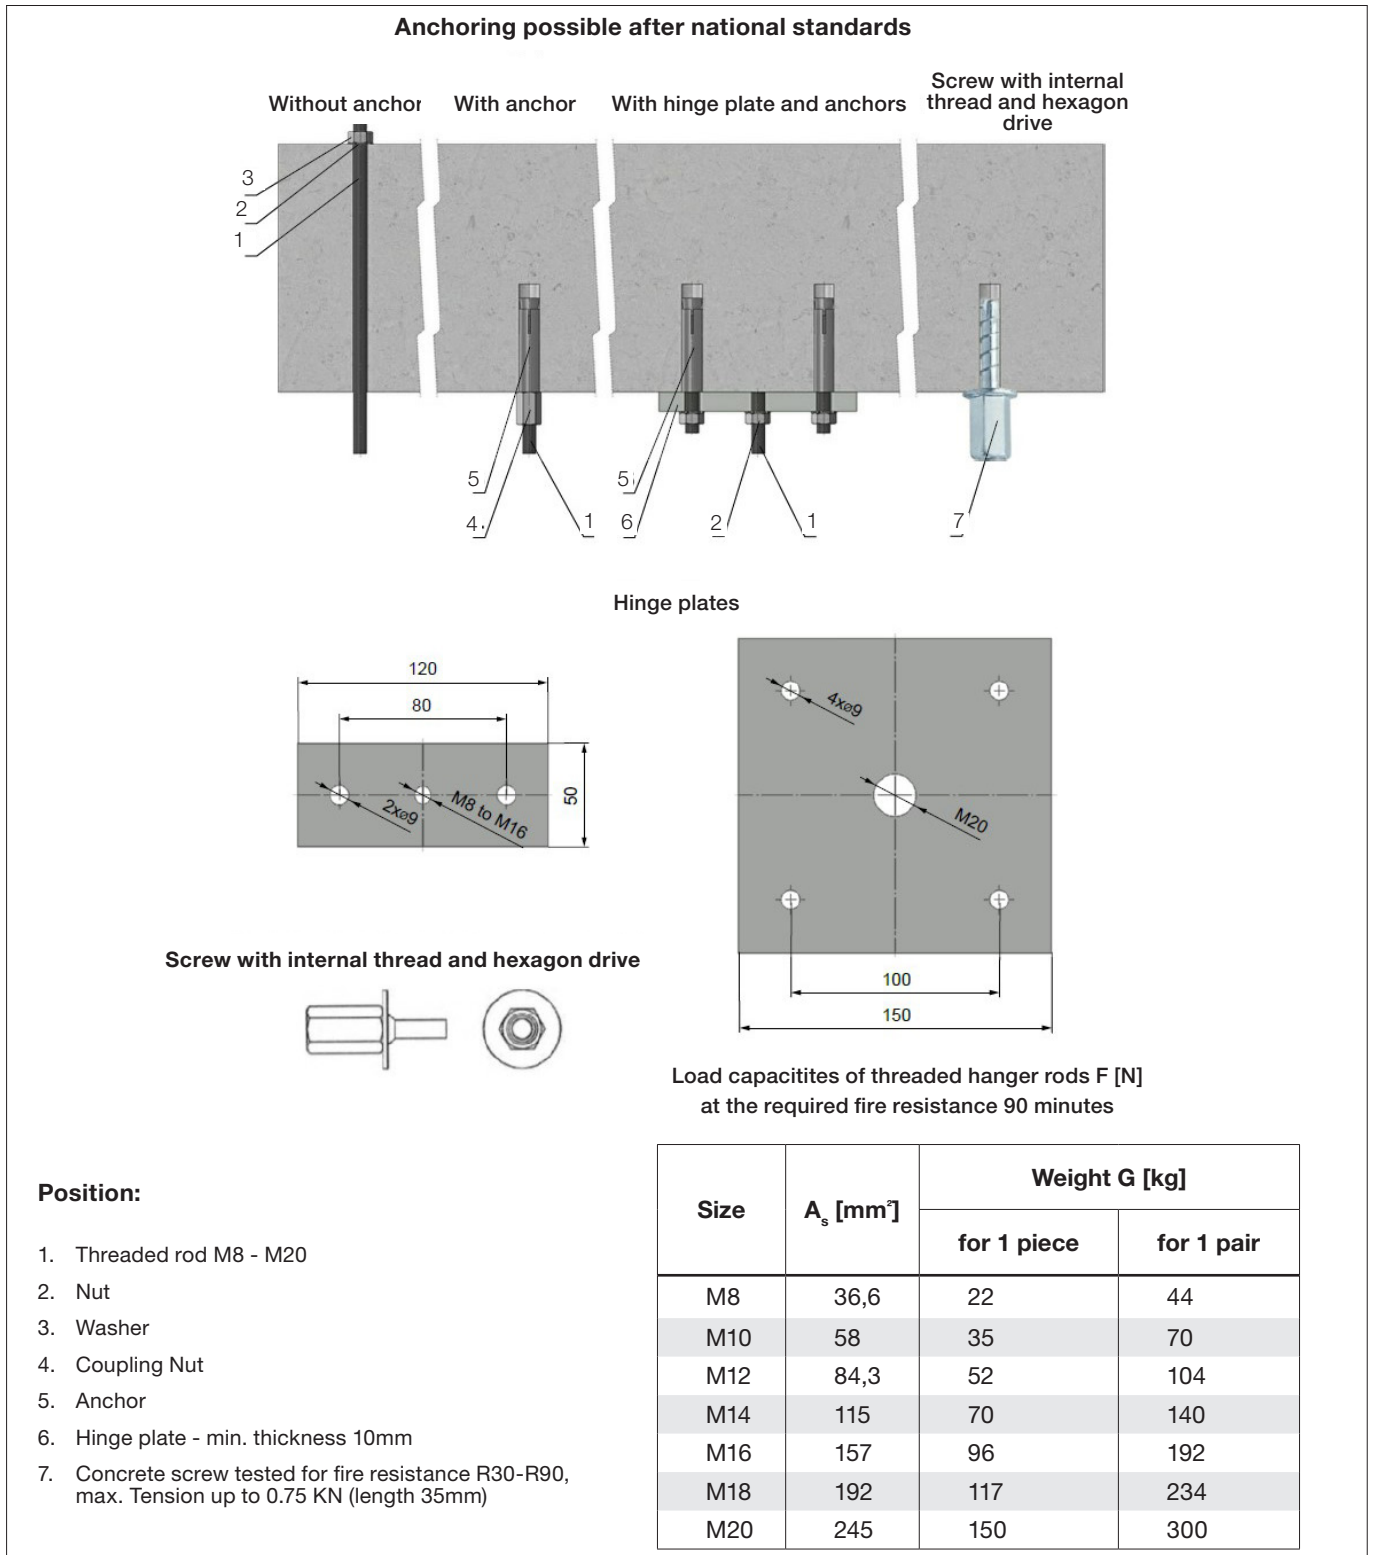 Anchoring possible after national standards
Without anchor
With anchor
With hinge plate and anchors
Screw with internal
thread and hexagon
drive
3
2
1
5
4
1
5
6
2
1
7
Hinge plates
120
80
50
2xø9
M8 to M16
4xø9
M20
100
150
Screw with internal thread and hexagon drive
Load capacitites of threaded hanger rods F [N]
at the required fire resistance 90 minutes
Position:
1. Threaded rod M8 - M20
2. Nut
3. Washer
4. Coupling Nut
5. Anchor
6. Hinge plate - min. thickness 10mm
7. Concrete screw tested for fire resistance R30-R90,
max. Tension up to 0.75 KN (length 35mm)
Size As [mm²] Weight G [kg]
for 1 piece for 1 pair
M8 36,6 22 44
M10 58 35 70
M12 84,3 52 104
M14 115 70 140
M16 157 96 192
M18 192 117 234
M20 245 150 300